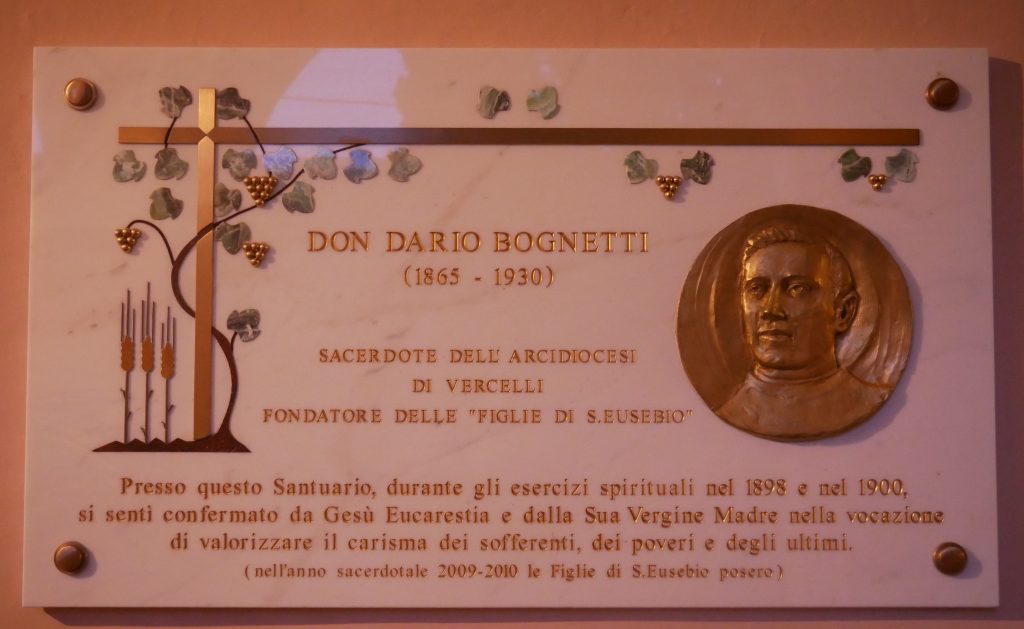 DON DARIO BOGNETTI
(1865 - 1930)
SACERDOTE DELL'ARCIDIOCESI
DI VERCELLI
FONDATORE DELLE "FIGLIE DI S.EUSEBIO"
Presso questo Santuario, durante gli esercizi spirituali nel 1898 e nel 1900,
si sentì confermato da Gesù Eucarestia e dalla Sua Vergine Madre nella vocazione
di valorizzare il carisma dei sofferenti, dei poveri e degli ultimi.
(nell'anno sacerdotale 2009-2010 le Figlie di S.Eusebio posero)